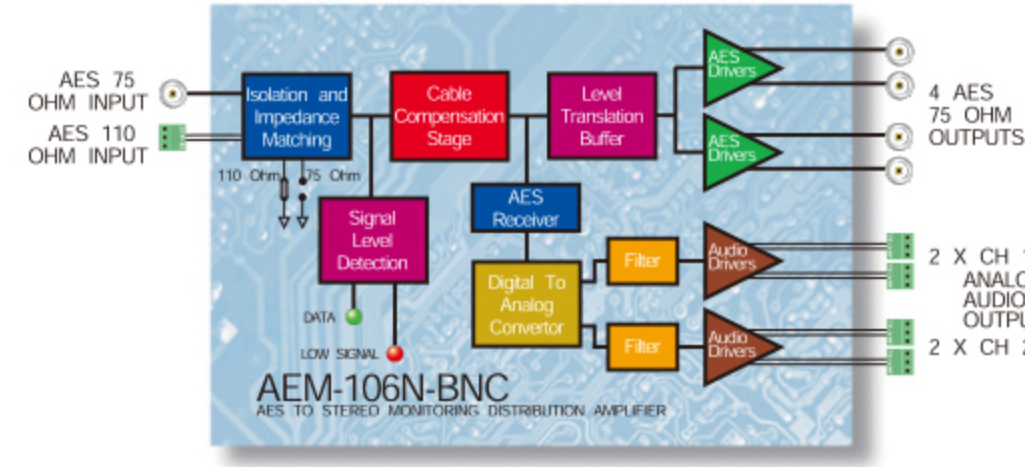 AES 75
OHM INPUT
AES 110
OHM INPUT
Isolation and
Impedance
Matching
110 Ohm
75 Ohm
Cable
Compensation
Stage
Level
Translation
Buffer
AES
Drivers
AES
Drivers
4 AES
75 OHM
OUTPUTS
Signal
Level
Detection
AES
Receiver
Digital To
Analog
Convertor
Filter
Filter
Audio
Drivers
Audio
Drivers
2 X CH
AUDIO
2 X CH
DATA
LOW SIGNAL
AEM-106N-BNC
AES TO STEREO MONITORING DISTRIBUTION AMPLIFIER